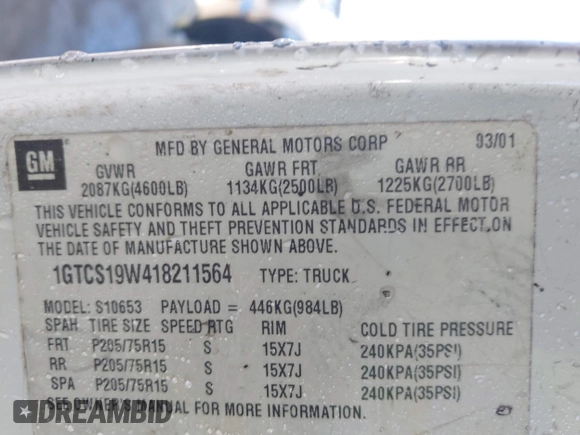 GM
MFD BY GENERAL MOTORS CORP 03/01
GVWR GAWR FRT GAWR RR
2087KG(4600LB) 1134KG(2500LB) 1225KG(2700LB)
THIS VEHICLE CONFORMS TO ALL APPLICABLE U.S. FEDERAL MOTOR
VEHICLE SAFETY AND THEFT PREVENTION STANDARDS IN EFFECT ON
THE DATE OF MANUFACTURE SHOWN ABOVE.
1GTCS19W418211564 TYPE: TRUCK
MODEL: S10653 PAYLOAD = 446KG(984LB)
SPAH TIRE SIZE SPEED RTG RIM COLD TIRE PRESSURE
FRT P205/75R15 S 15X7J 240KPA(35PSI)
RR P205/75R15 S 15X7J 240KPA(35PSI)
SPA P205/75R15 S 15X7J 240KPA(35PSI)
SEE OWNER'S MANUAL FOR MORE INFORMATION.
DREAMBID